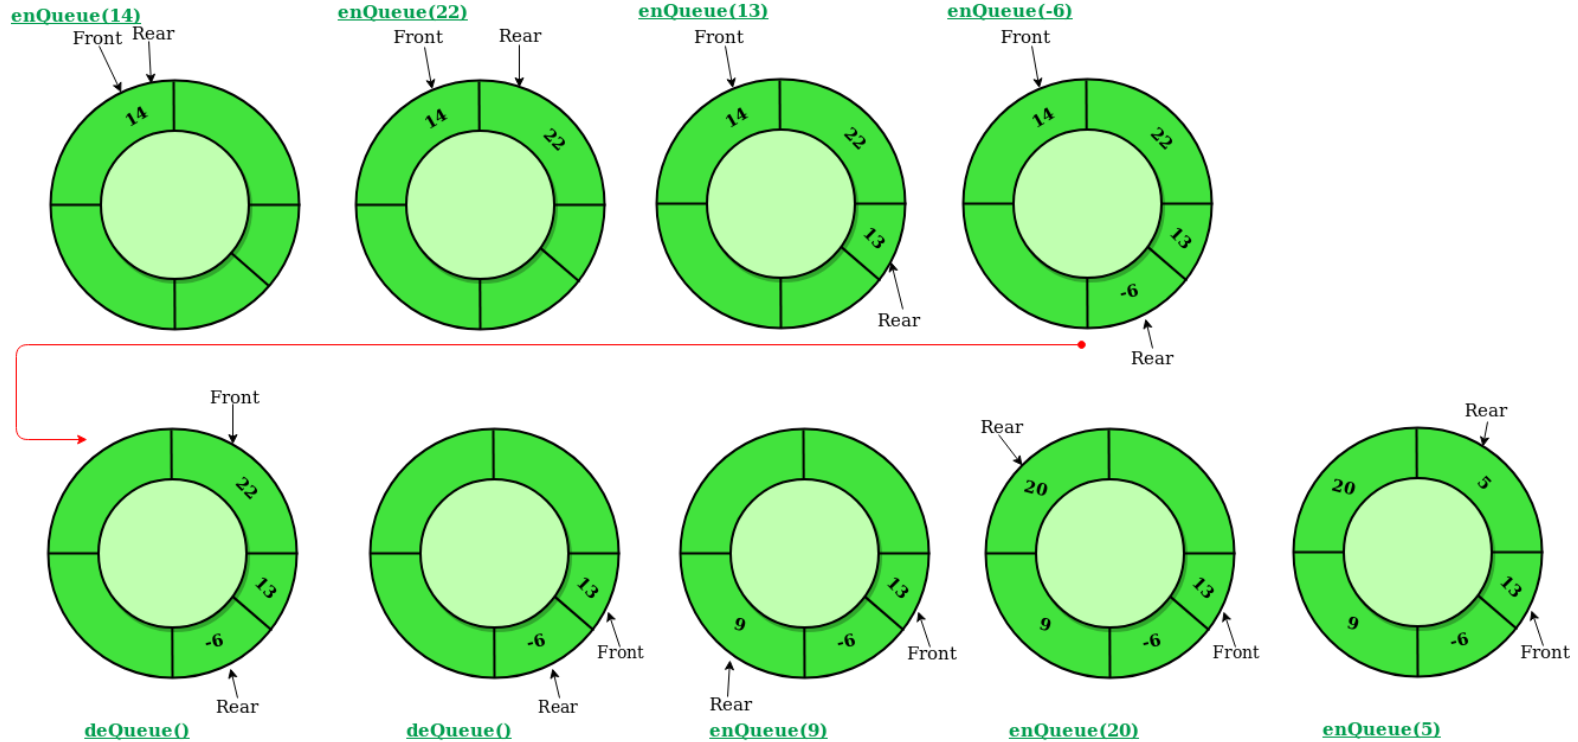 enQueue(14)
Front Rear
14
enQueue(22)
Front Rear
14
22
enQueue(13)
Front
14
22
13
Rear
enQueue(-6)
Front
14
22
13
-6
Rear
Front
22
13
-6
Rear
deQueue()
13
-6
Front
Rear
deQueue()
13
9
-6
Front
Rear
enQueue(9)
Rear
20
13
9
-6
Front
enQueue(20)
Rear
20
5
13
9
-6
Front
enQueue(5)